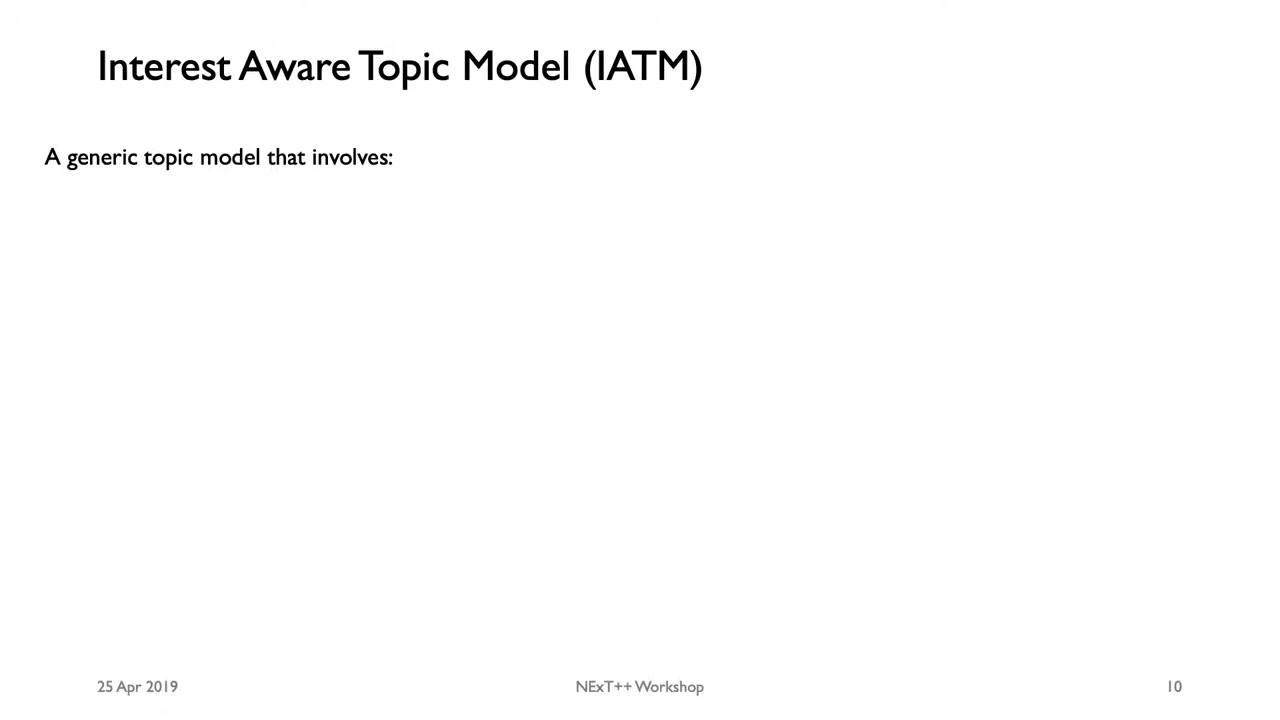 Interest Aware Topic Model (IATM)
A generic topic model that involves:
25 Apr 2019
NExT++ Workshop
10